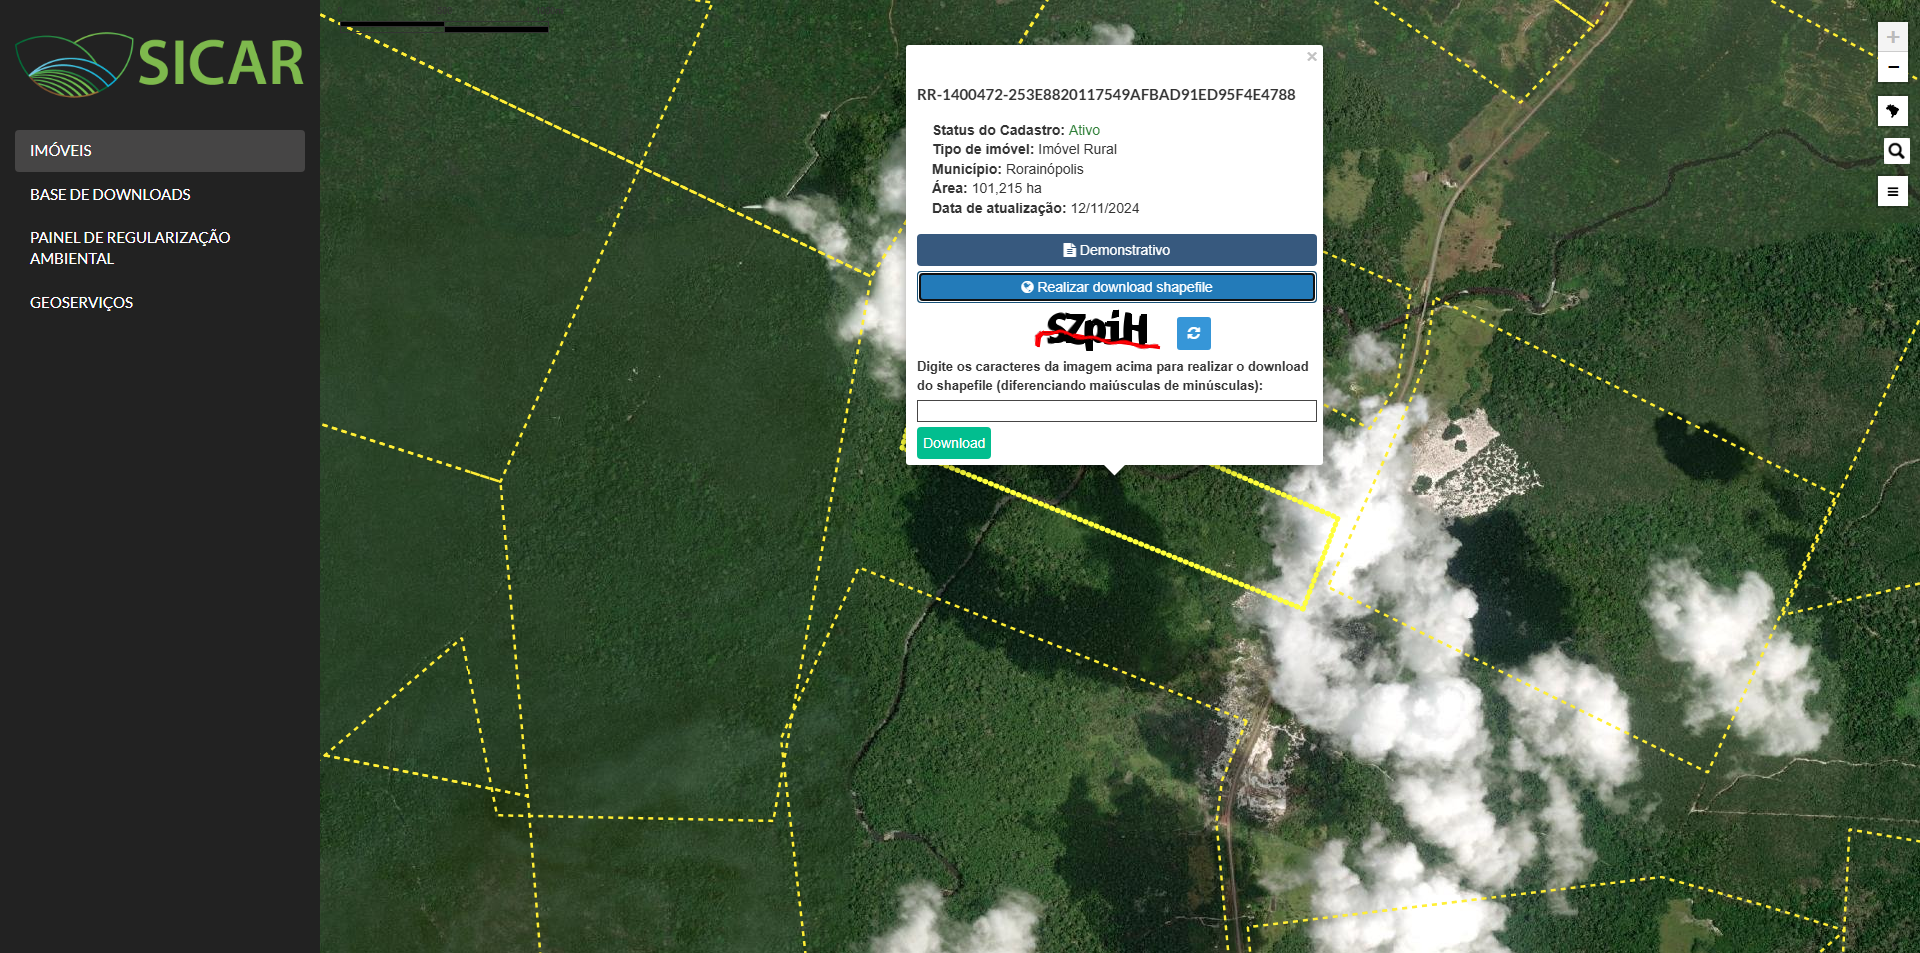 SICAR
IMÓVEIS
BASE DE DOWNLOADS
PAINEL DE REGULARIZAÇÃO
AMBIENTAL
GEOSERVIÇOS
×
RR-1400472-253E8820117549AFBAD91ED95F4E4788
Status do Cadastro: Ativo
Tipo de imóvel: Imóvel Rural
Município: Rorainópolis
Área: 101,215 ha
Data de atualização: 12/11/2024
Demonstrativo
Realizar download shapefile
SZpiH
Digite os caracteres da imagem acima para realizar o download
do shapefile (diferenciando maiúsculas de minúsculas):
Download
+
−